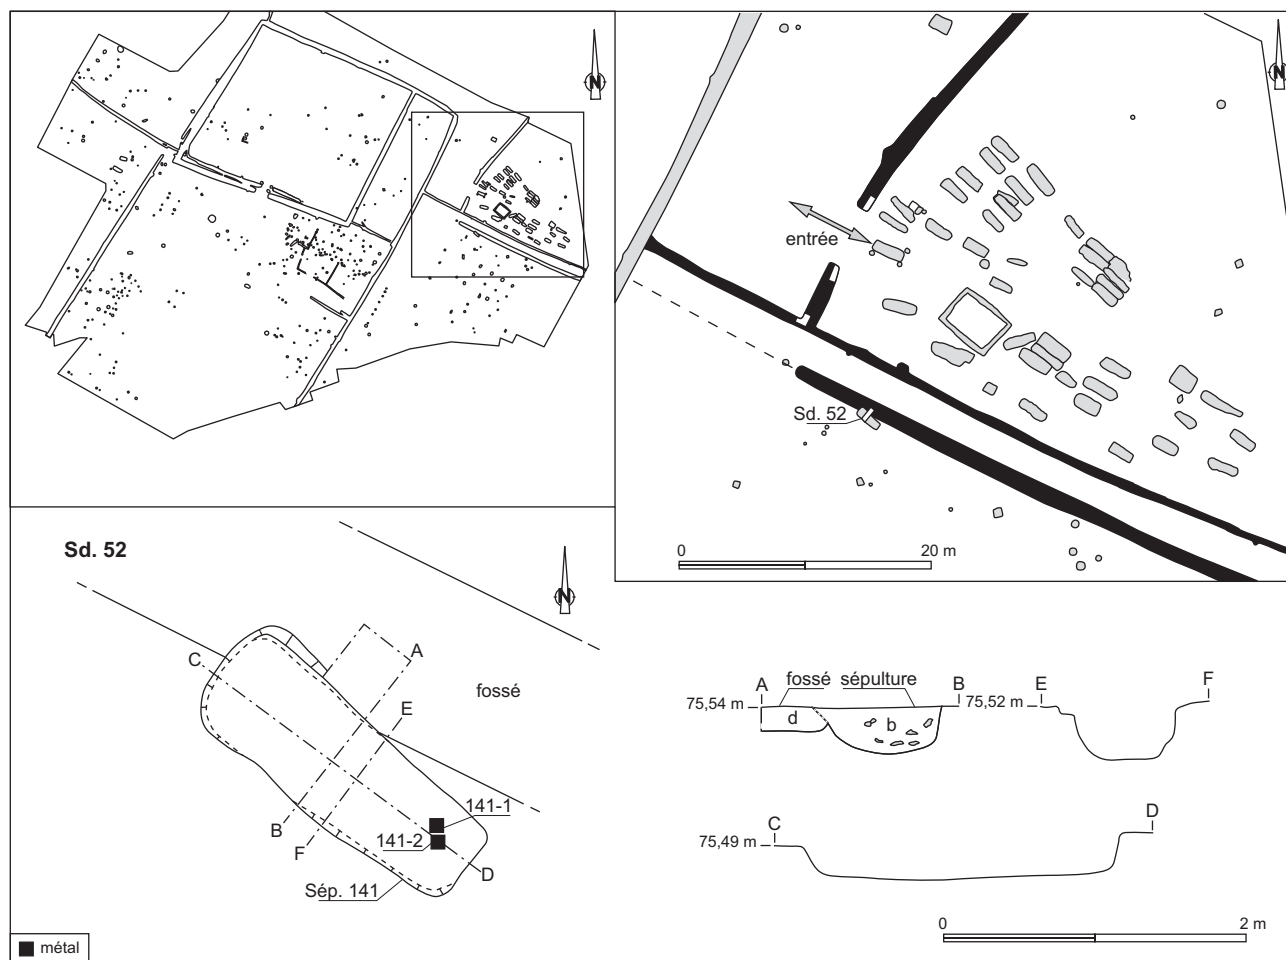 N
N
entrée
Sd. 52
0 20 m
Sd. 52
N
C
A
E
fossé
141-1
141-2
B
F
D
Sép. 141
métal
fossé sépulture
A B E F
75,54 m 75,52 m
d b
C D
75,49 m
0 2 m